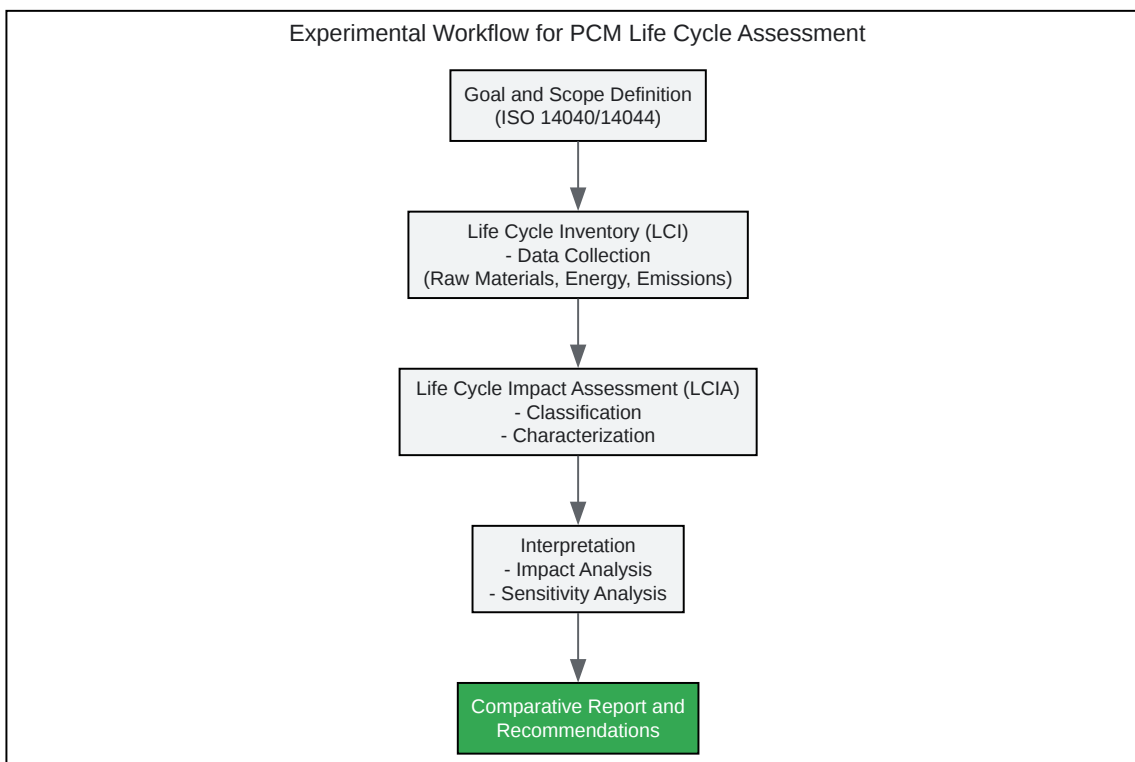 Experimental Workflow for PCM Life Cycle Assessment
Goal and Scope Definition
(ISO 14040/14044)
Life Cycle Inventory (LCI)
- Data Collection
(Raw Materials, Energy, Emissions)
Life Cycle Impact Assessment (LCIA)
- Classification
- Characterization
Interpretation
- Impact Analysis
- Sensitivity Analysis
Comparative Report and
Recommendations